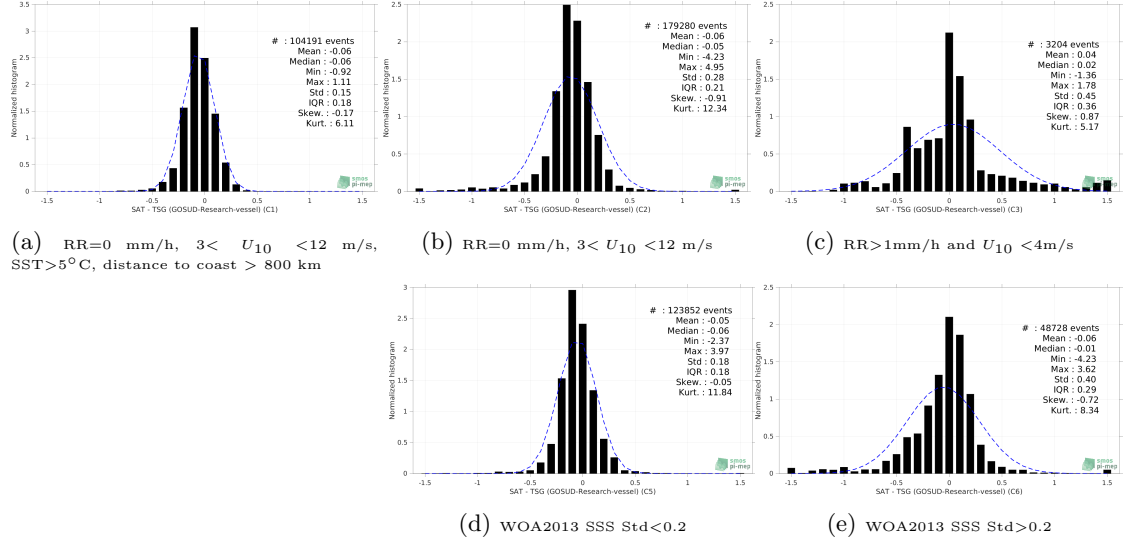 3.5
3
2.5
2
1.5
1
0.5
0
Normalized histogram
# : 104191 events
Mean : -0.06
Median : -0.06
Min : -0.92
Max : 1.11
Std : 0.15
IQR : 0.18
Skew. : -0.17
Kurt. : 6.11
smos
pi-mep
-1.5 -1 -0.5 0 0.5 1 1.5
SAT - TSG (GOSUD-Research-vessel) (C1)
(a) RR=0 mm/h, 3< U10 <12 m/s,
SST>5°C, distance to coast > 800 km
2.5
2
1.5
1
0.5
0
Normalized histogram
# : 179280 events
Mean : -0.06
Median : -0.05
Min : -4.23
Max : 4.95
Std : 0.28
IQR : 0.21
Skew. : -0.91
Kurt. : 12.34
smos
pi-mep
-1.5 -1 -0.5 0 0.5 1 1.5
SAT - TSG (GOSUD-Research-vessel) (C2)
(b) RR=0 mm/h, 3< U10 <12 m/s
2.5
2
1.5
1
0.5
0
Normalized histogram
# : 3204 events
Mean : 0.04
Median : 0.02
Min : -1.36
Max : 1.78
Std : 0.45
IQR : 0.36
Skew. : 0.87
Kurt. : 5.17
smos
pi-mep
-1.5 -1 -0.5 0 0.5 1 1.5
SAT - TSG (GOSUD-Research-vessel) (C3)
(c) RR>1mm/h and U10 <4m/s
3
2.5
2
1.5
1
0.5
0
Normalized histogram
# : 123852 events
Mean : -0.05
Median : -0.06
Min : -2.37
Max : 3.97
Std : 0.18
IQR : 0.18
Skew. : -0.05
Kurt. : 11.84
smos
pi-mep
-1.5 -1 -0.5 0 0.5 1 1.5
SAT - TSG (GOSUD-Research-vessel) (C5)
(d) WOA2013 SSS Std<0.2
2.5
2
1.5
1
0.5
0
Normalized histogram
# : 48728 events
Mean : -0.06
Median : -0.01
Min : -4.23
Max : 3.62
Std : 0.40
IQR : 0.29
Skew. : -0.72
Kurt. : 8.34
smos
pi-mep
-1.5 -1 -0.5 0 0.5 1 1.5
SAT - TSG (GOSUD-Research-vessel) (C6)
(e) WOA2013 SSS Std>0.2